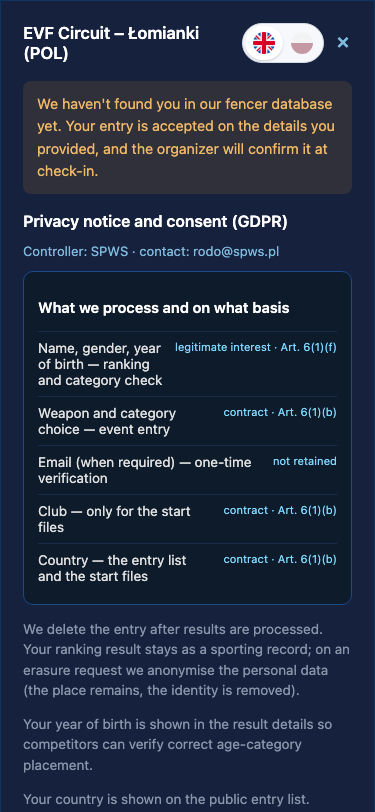 EVF Circuit – Łomianki
(POL)
×
We haven't found you in our fencer database
yet. Your entry is accepted on the details you
provided, and the organizer will confirm it at
check-in.
Privacy notice and consent (GDPR)
Controller: SPWS · contact: rodo@spws.pl
What we process and on what basis
Name, gender, year
of birth — ranking
and category check
legitimate interest · Art. 6(1)(f)
Weapon and category
choice — event entry
contract · Art. 6(1)(b)
Email (when required) — one-time
verification
not retained
Club — only for the start
files
contract · Art. 6(1)(b)
Country — the entry list
and the start files
contract · Art. 6(1)(b)
We delete the entry after results are processed.
Your ranking result stays as a sporting record; on an
erasure request we anonymise the personal data
(the place remains, the identity is removed).
Your year of birth is shown in the result details so
competitors can verify correct age-category
placement.
Your country is shown on the public entry list.